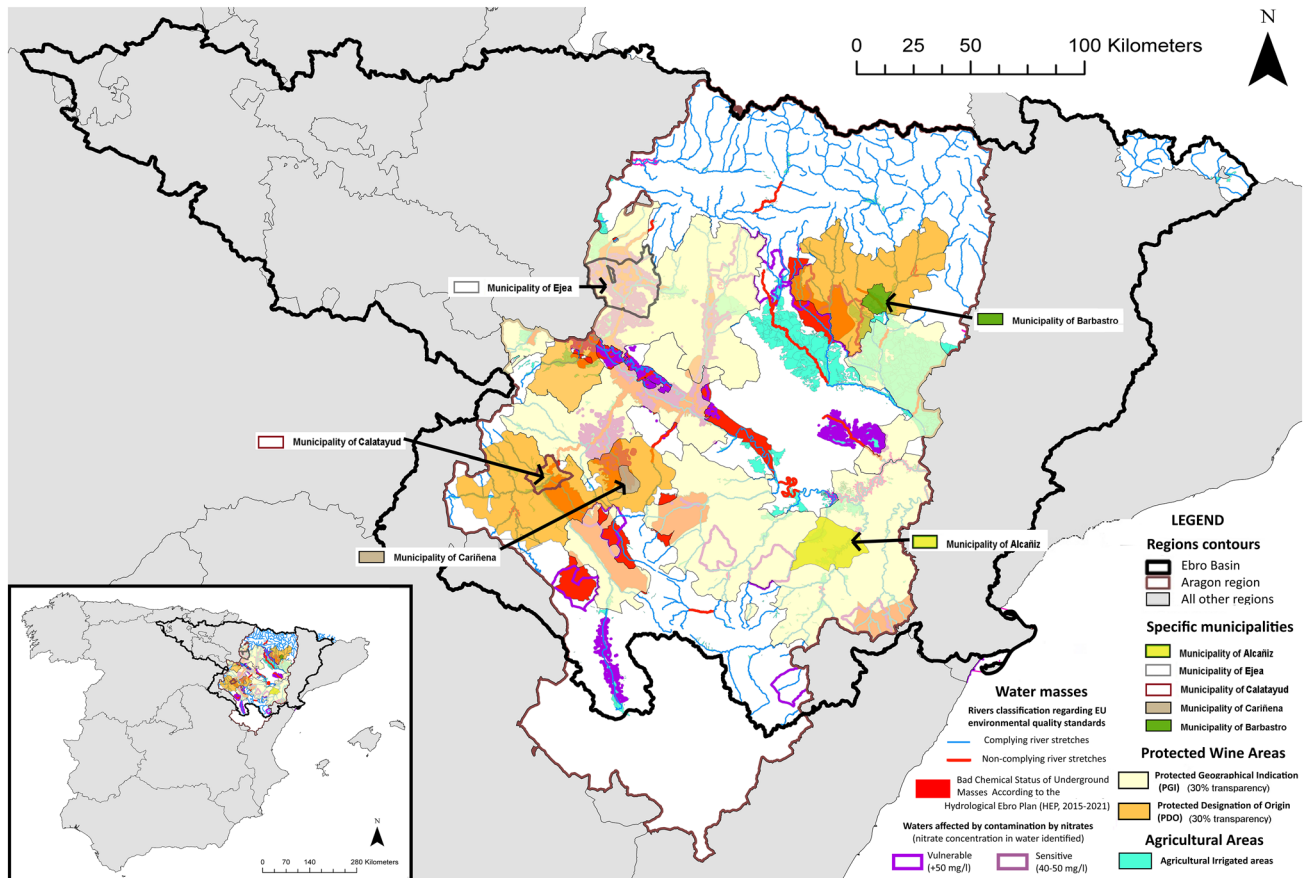 N
0 25 50 100 Kilometers
Municipality of Ejea
Municipality of Barbastro
Municipality of Calatayud
Municipality of Cariñena
Municipality of Alcañiz
LEGEND
Regions contours
Ebro Basin
Aragon region
All other regions
Specific municipalities
Municipality of Alcañiz
Municipality of Ejea
Municipality of Calatayud
Municipality of Cariñena
Municipality of Barbastro
Protected Wine Areas
Protected Geographical Indication
(PGI) (30% transparency)
Protected Designation of Origin
(PDO) (30% transparency)
Agricultural Areas
Agricultural Irrigated areas
Water masses
Rivers classification regarding EU
environmental quality standards
Complying river stretches
Non-complying river stretches
Bad Chemical Status of Underground
Masses According to the
Hydrological Ebro Plan (HEP, 2015-2021)
Waters affected by contamination by nitrates
(nitrate concentration in water identified)
Vulnerable
(+50 mg/l)
Sensitive
(40-50 mg/l)
N
0 70 140 280 Kilometers